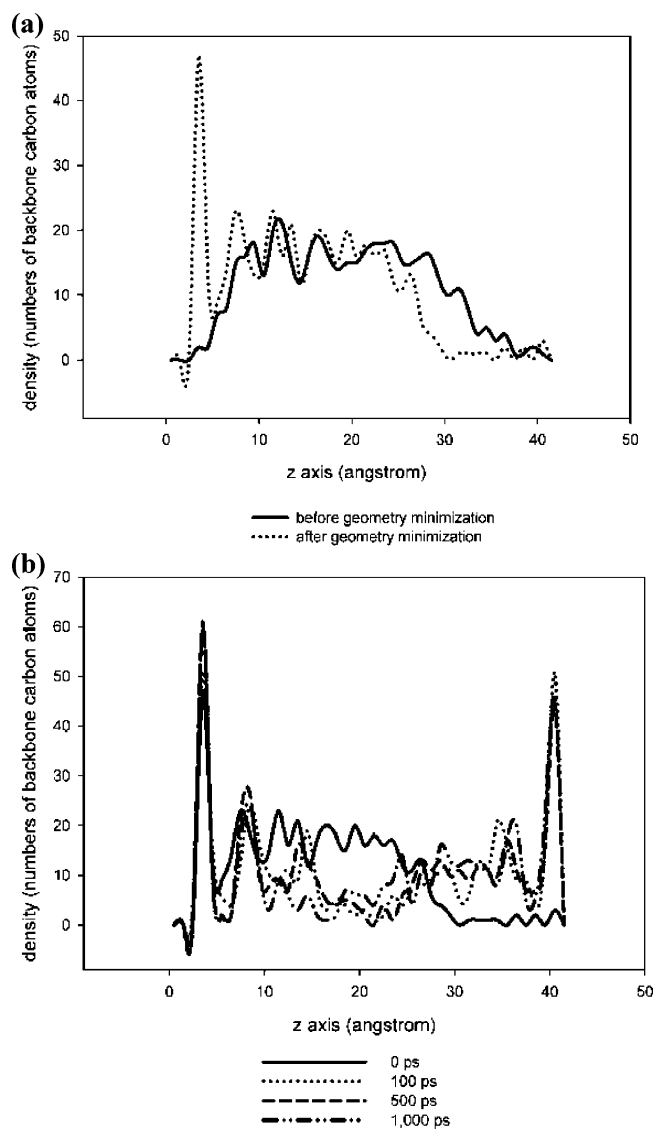 (a)
50
40
30
20
10
0
density (numbers of backbone carbon atoms)
0 10 20 30 40 50
z axis (angstrom)
before geometry minimization
after geometry minimization
(b)
70
60
50
40
30
20
10
0
density (numbers of backbone carbon atoms)
0 10 20 30 40 50
z axis (angstrom)
0 ps
100 ps
500 ps
1,000 ps